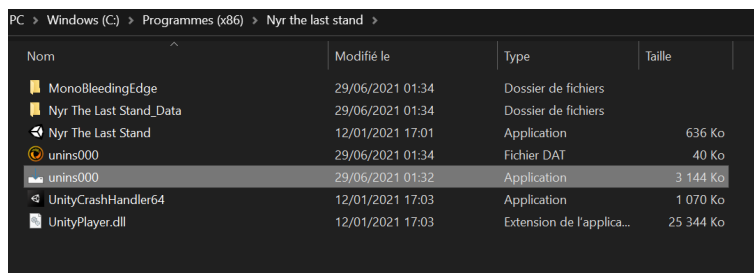 PC > Windows (C:) > Programmes (x86) > Nyr the last stand >
Nom Modifié le Type Taille
MonoBleedingEdge 29/06/2021 01:34 Dossier de fichiers
Nyr The Last Stand_Data 29/06/2021 01:34 Dossier de fichiers
Nyr The Last Stand 12/01/2021 17:01 Application 636 Ko
unins000 29/06/2021 01:34 Fichier DAT 40 Ko
unins000 29/06/2021 01:32 Application 3 144 Ko
UnityCrashHandler64 12/01/2021 17:03 Application 1 070 Ko
UnityPlayer.dll 12/01/2021 17:03 Extension de l'applica... 25 344 Ko